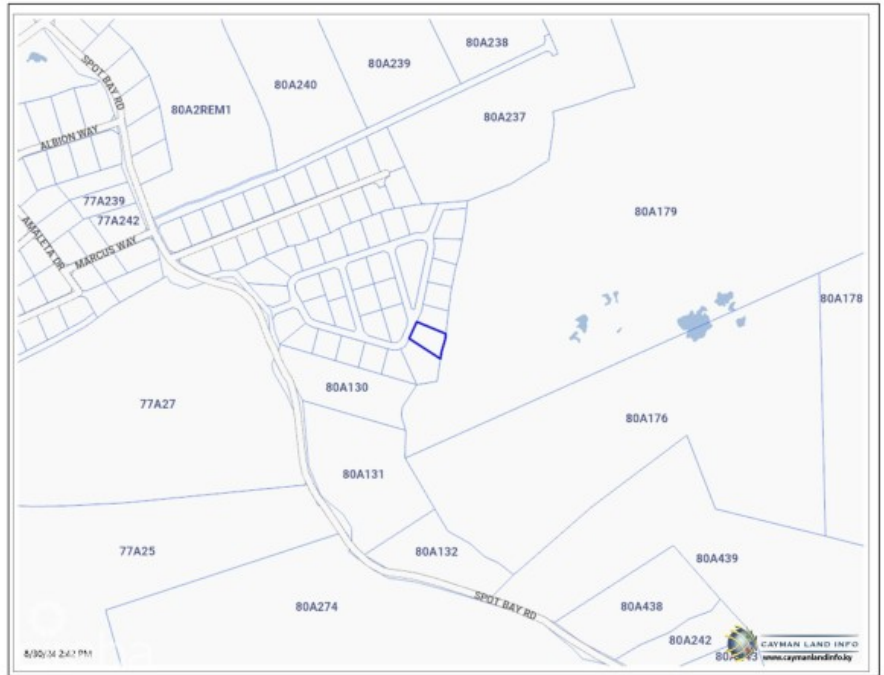 80A238
80A239
80A240
80A2REM1
80A237
SPOT BAY RD
ALBION WAY
77A239
77A242
AMALETA DR
MARCUS WAY
80A179
80A178
80A130
77A27
80A176
80A131
77A25
80A132
80A439
80A274
SPOT BAY RD
80A438
80A242
CAYMAN LAND INFO
www.caymanlandinfo.ky